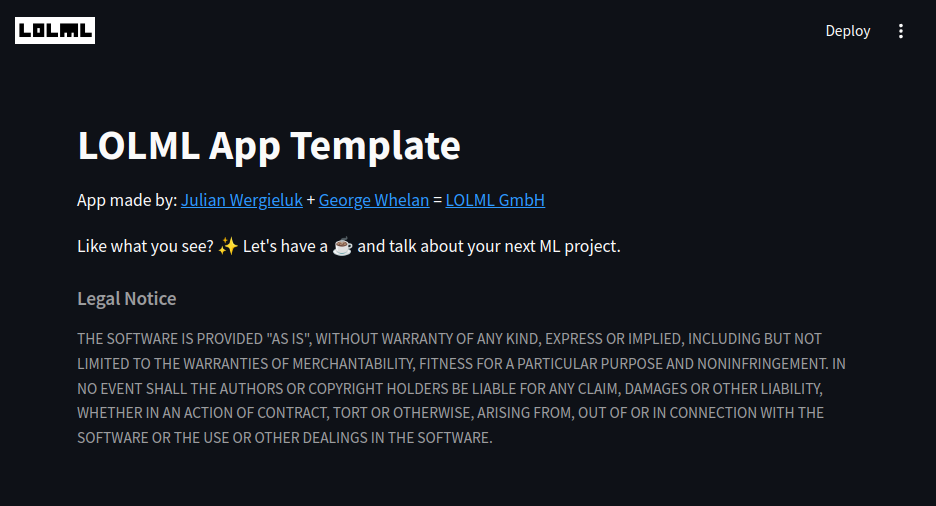 LOLML
Deploy
LOLML App Template
App made by: Julian Wergieluk + George Whelan = LOLML GmbH
Like what you see? ✨ Let's have a ☕ and talk about your next ML project.
Legal Notice
THE SOFTWARE IS PROVIDED "AS IS", WITHOUT WARRANTY OF ANY KIND, EXPRESS OR IMPLIED, INCLUDING BUT NOT
LIMITED TO THE WARRANTIES OF MERCHANTABILITY, FITNESS FOR A PARTICULAR PURPOSE AND NONINFRINGEMENT. IN
NO EVENT SHALL THE AUTHORS OR COPYRIGHT HOLDERS BE LIABLE FOR ANY CLAIM, DAMAGES OR OTHER LIABILITY,
WHETHER IN AN ACTION OF CONTRACT, TORT OR OTHERWISE, ARISING FROM, OUT OF OR IN CONNECTION WITH THE
SOFTWARE OR THE USE OR OTHER DEALINGS IN THE SOFTWARE.